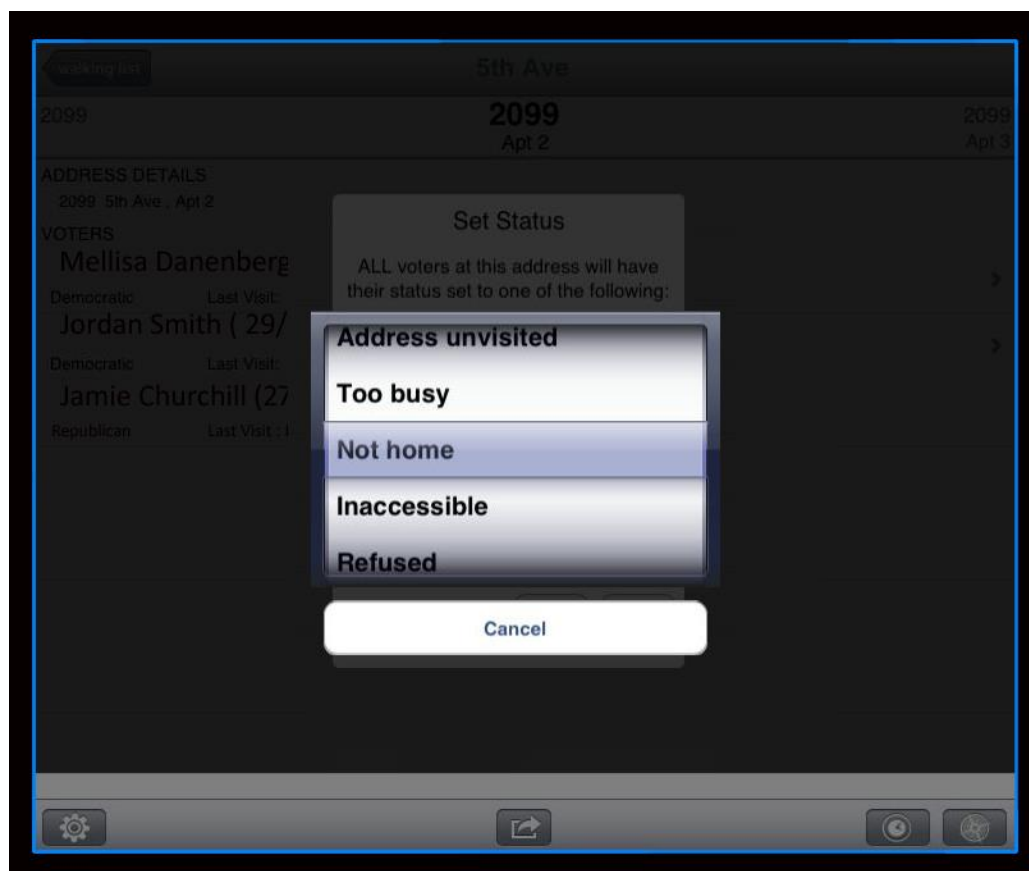 walking list
5th Ave
2099
2099
2099
Apt 2
Apt 3
ADDRESS DETAILS
2099 5th Ave , Apt 2
VOTERS
Mellisa Danenberg
Democratic Last Visit:
Jordan Smith ( 29/
Democratic Last Visit:
Jamie Churchill (27
Republican Last Visit :
Set Status
ALL voters at this address will have
their status set to one of the following:
Address unvisited
Too busy
Not home
Inaccessible
Refused
Cancel